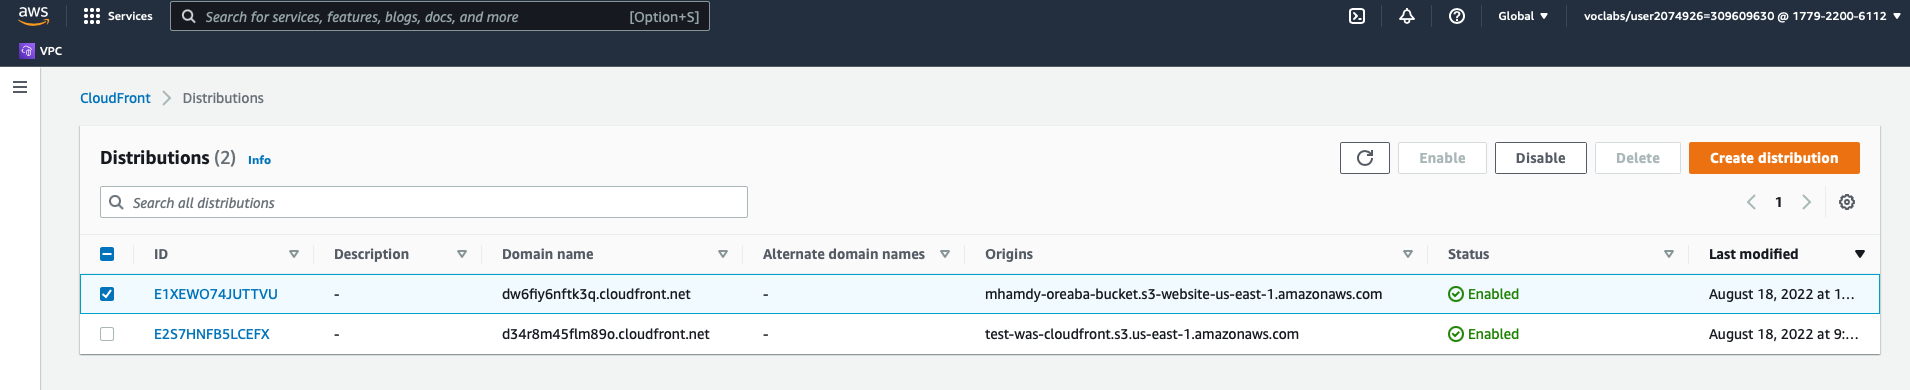 aws Services Search for services, features, blogs, docs, and more [Option+S] Global ▼ voclabs/user2074926=309609630 @ 1779-2200-6112 ▼
VPC
CloudFront > Distributions
Distributions (2) Info Enable Disable Delete Create distribution
Search all distributions 1
ID Description Domain name Alternate domain names Origins Status Last modified
E1XEWO74JUTTVU - dw6fiy6nftk3q.cloudfront.net - mhamdy-oreaba-bucket.s3-website-us-east-1.amazonaws.com Enabled August 18, 2022 at 1...
E2S7HNFB5LCEFX - d34r8m45flm89o.cloudfront.net - test-was-cloudfront.s3.us-east-1.amazonaws.com Enabled August 18, 2022 at 9:...